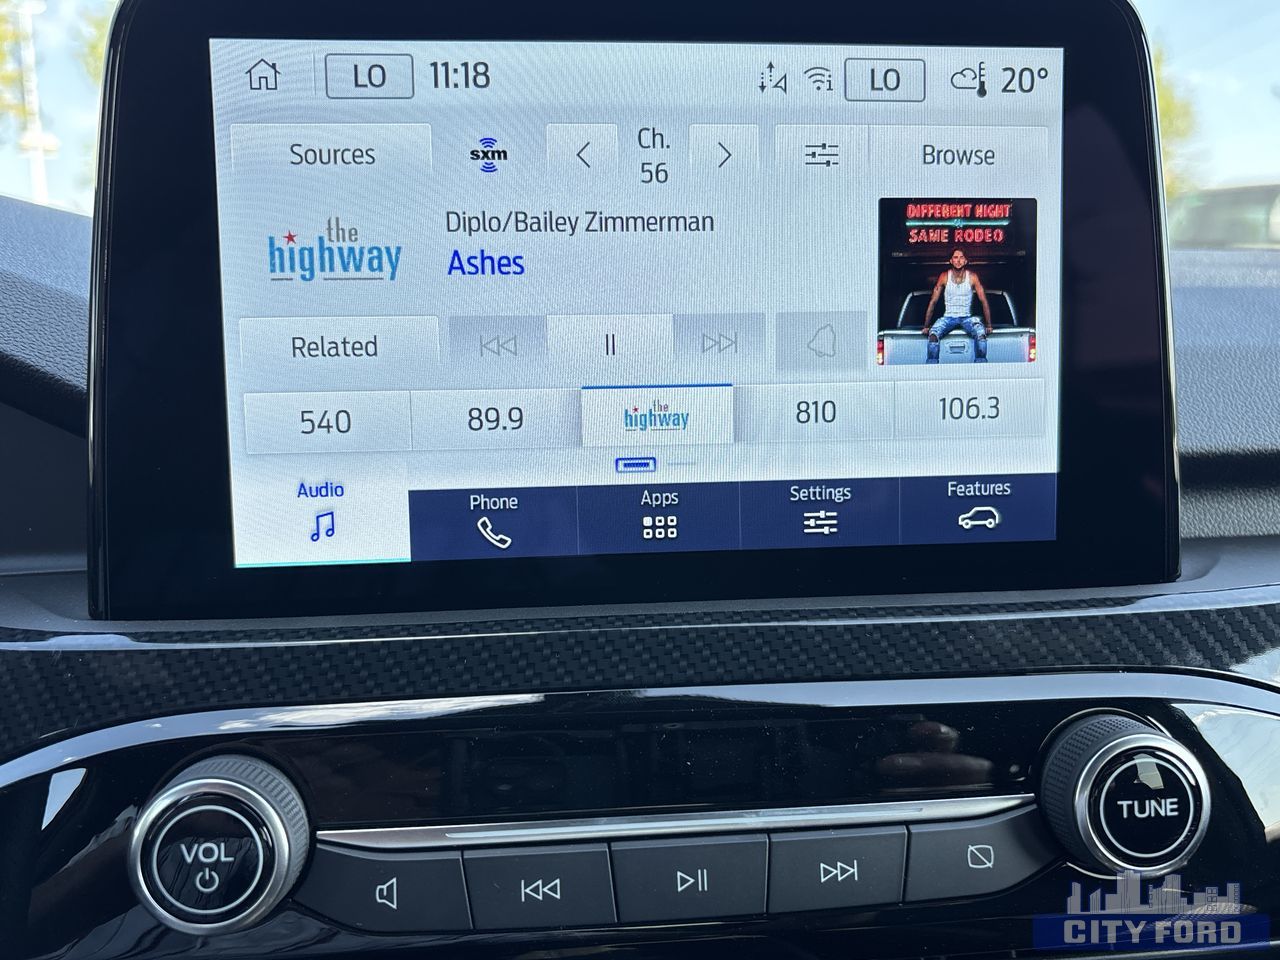 LO 11:18 LO 20°
Sources sxm Ch. 56 Browse
the highway
Diplo/Bailey Zimmerman
Ashes
DIFFERENT NIGHT
SAME RODEO
Related
540 89.9 the highway 810 106.3
Audio Phone Apps Settings Features
VOL
TUNE
CITY FORD